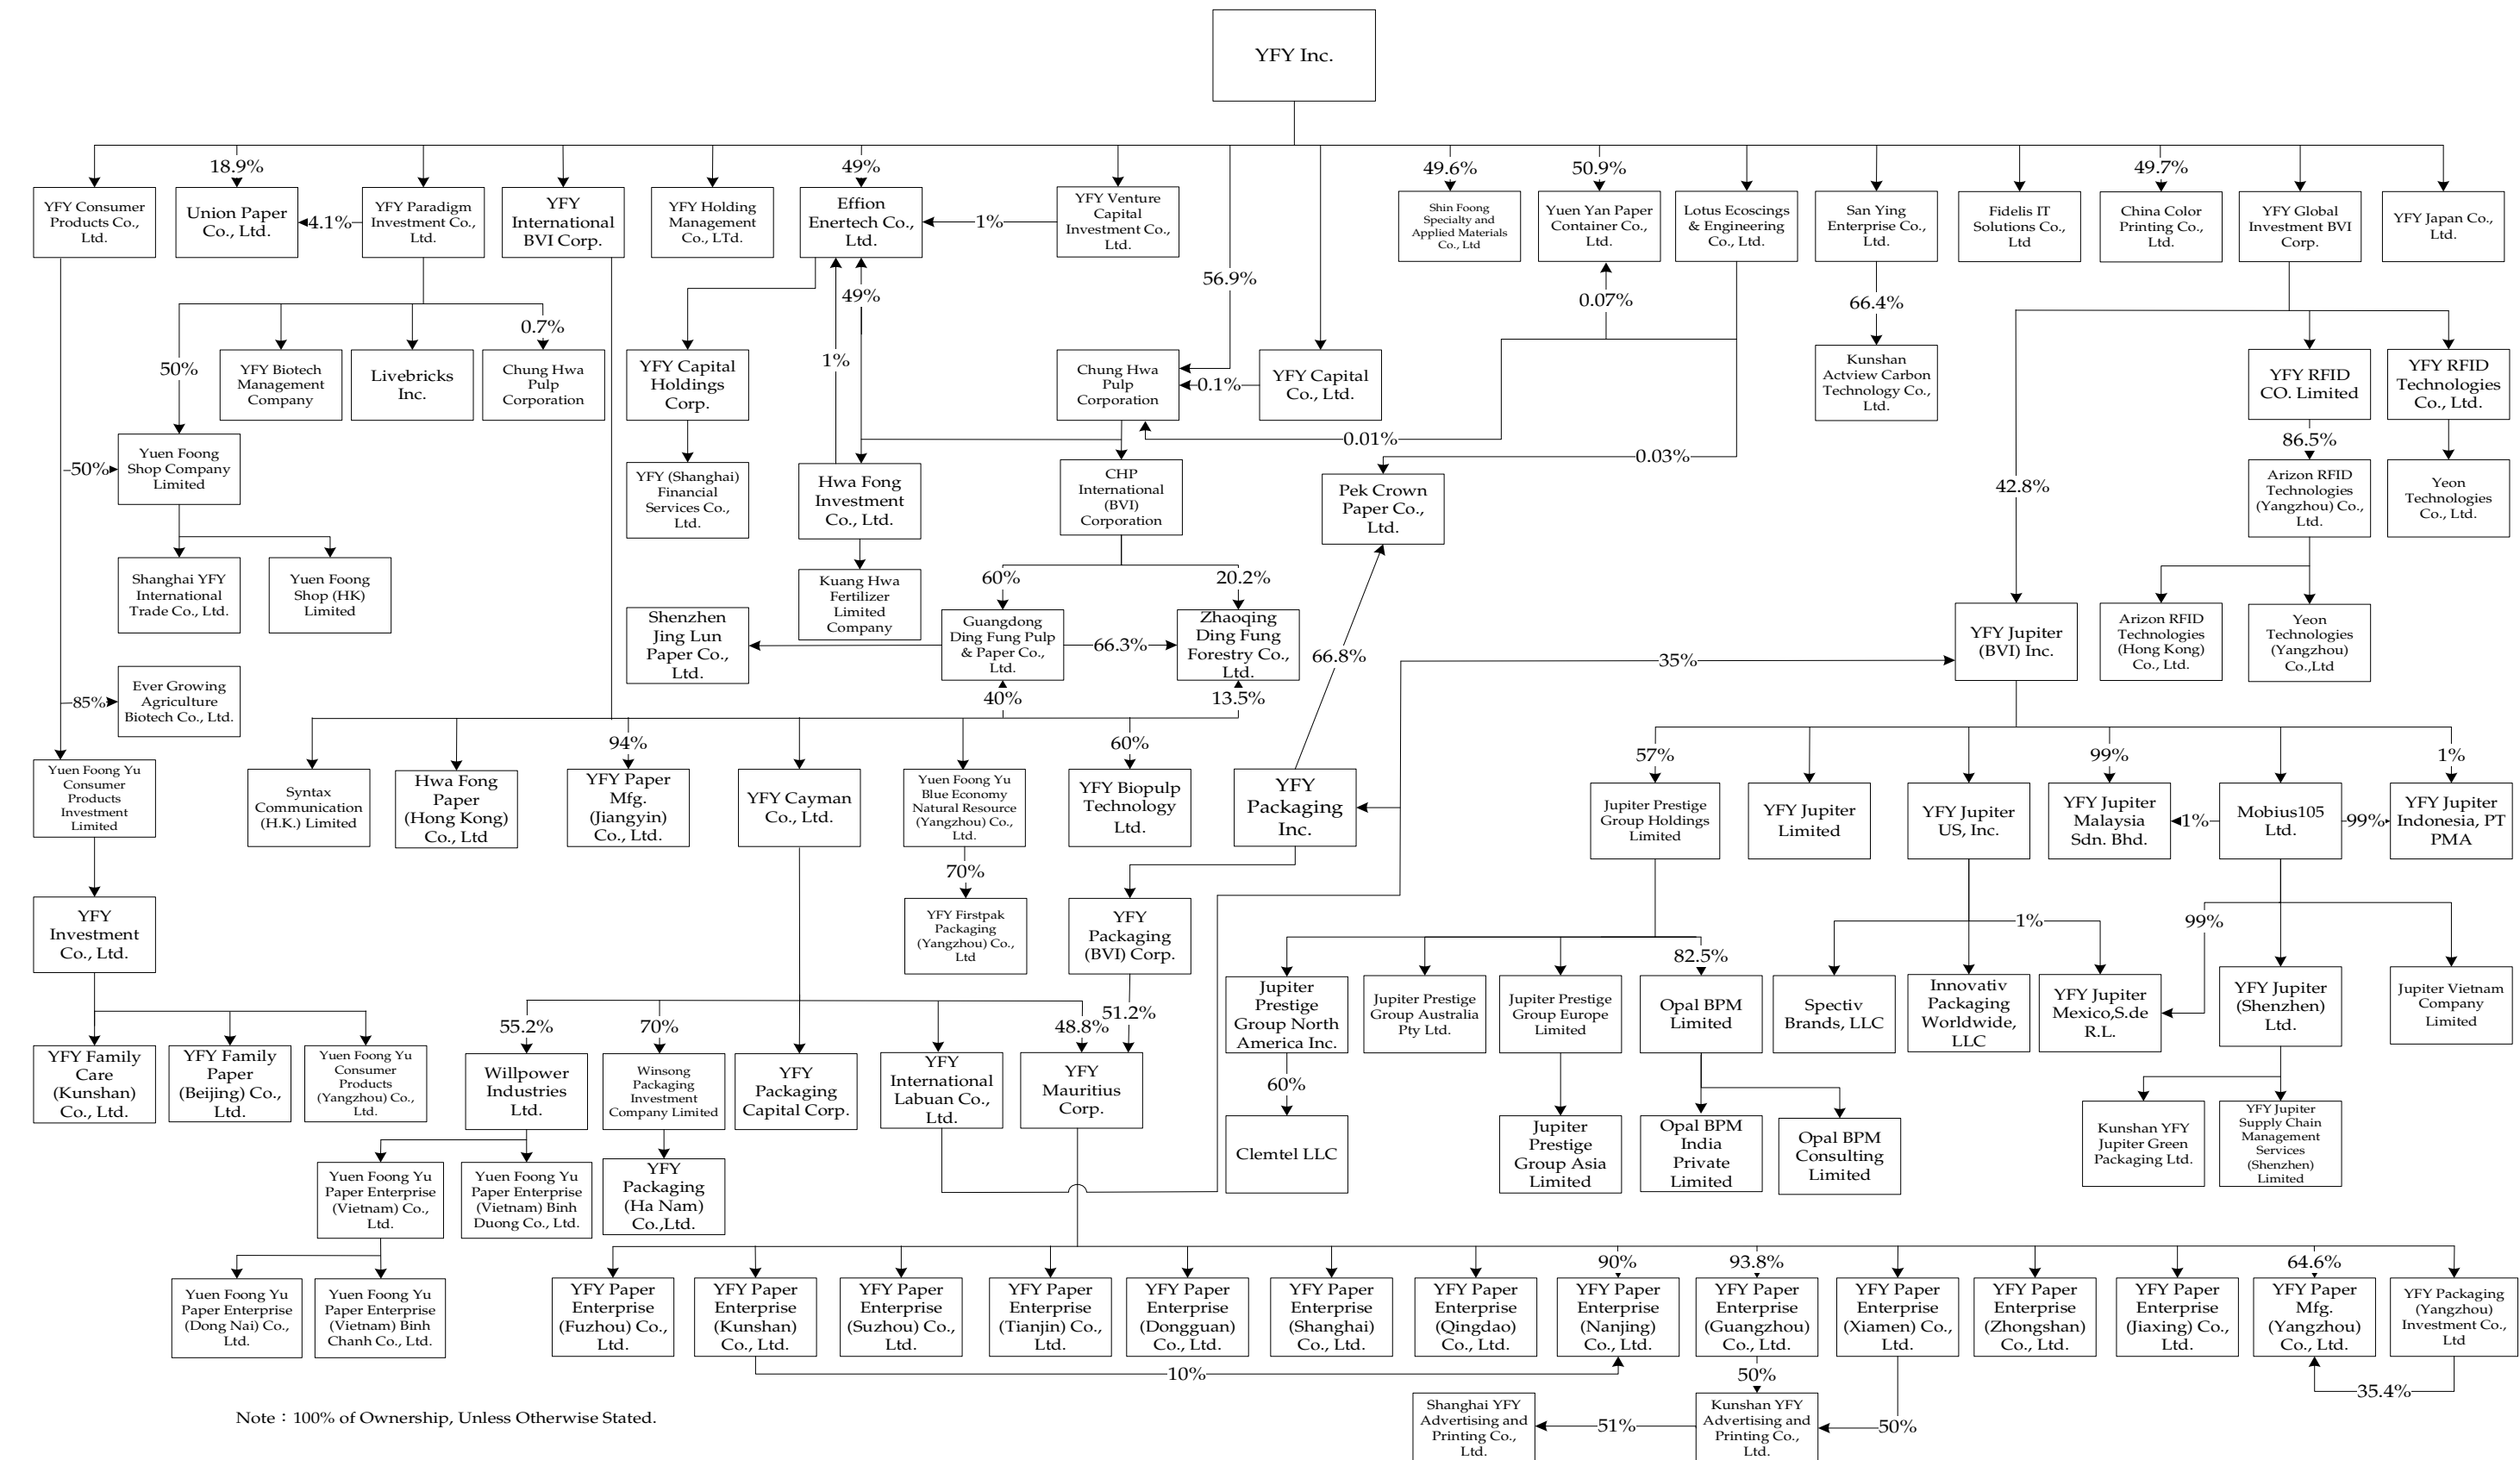 YFY Inc.
18.9%
49%
49.6%
50.9%
49.7%
YFY Consumer
Products Co.,
Ltd.
Union Paper
Co., Ltd.
4.1%
YFY Paradigm
Investment Co.,
Ltd.
YFY
International
BVI Corp.
YFY Holding
Management
Co., LTd.
Effion
Enertech Co.,
Ltd.
1%
YFY Venture
Capital
Investment Co.,
Ltd.
Shin Foong
Specialty and
Applied Materials
Co., Ltd
Yuen Yan Paper
Container Co.,
Ltd.
Lotus Ecoscings
& Engineering
Co., Ltd.
San Ying
Enterprise Co.,
Ltd.
Fidelis IT
Solutions Co.,
Ltd
China Color
Printing Co.,
Ltd.
YFY Global
Investment BVI
Corp.
YFY Japan Co.,
Ltd.
56.9%
49%
0.07%
66.4%
0.7%
50%
1%
YFY Biotech
Management
Company
Livebricks
Inc.
Chung Hwa
Pulp
Corporation
YFY Capital
Holdings
Corp.
Chung Hwa
Pulp
Corporation
0.1%
YFY Capital
Co., Ltd.
Kunshan
Actview Carbon
Technology Co.,
Ltd.
YFY RFID
CO. Limited
YFY RFID
Technologies
Co., Ltd.
0.01%
0.03%
86.5%
42.8%
50%
Yuen Foong
Shop Company
Limited
YFY (Shanghai)
Financial
Services Co.,
Ltd.
Hwa Fong
Investment
Co., Ltd.
CHP
International
(BVI)
Corporation
Pek Crown
Paper Co.,
Ltd.
Arizon RFID
Technologies
(Yangzhou) Co.,
Ltd.
Yeon
Technologies
Co., Ltd.
Shanghai YFY
International
Trade Co., Ltd.
Yuen Foong
Shop (HK)
Limited
Kuang Hwa
Fertilizer
Limited
Company
60%
20.2%
Shenzhen
Jing Lun
Paper Co.,
Ltd.
Guangdong
Ding Fung Pulp
& Paper Co.,
Ltd.
66.3%
Zhaoqing
Ding Fung
Forestry Co.,
Ltd.
66.8%
35%
YFY Jupiter
(BVI) Inc.
Arizon RFID
Technologies
(Hong Kong)
Co., Ltd.
Yeon
Technologies
(Yangzhou)
Co.,Ltd
85%
Ever Growing
Agriculture
Biotech Co., Ltd.
40%
13.5%
94%
60%
57%
99%
1%
Yuen Foong Yu
Consumer
Products
Investment
Limited
Syntax
Communication
(H.K.) Limited
Hwa Fong
Paper
(Hong Kong)
Co., Ltd
YFY Paper
Mfg.
(Jiangyin)
Co., Ltd.
YFY Cayman
Co., Ltd.
Yuen Foong Yu
Blue Economy
Natural Resource
(Yangzhou) Co.,
Ltd.
YFY Biopulp
Technology
Ltd.
YFY
Packaging
Inc.
Jupiter Prestige
Group Holdings
Limited
YFY Jupiter
Limited
YFY Jupiter
US, Inc.
YFY Jupiter
Malaysia
Sdn. Bhd.
1%
Mobius105
Ltd.
99%
YFY Jupiter
Indonesia, PT
PMA
70%
YFY
Investment
Co., Ltd.
YFY Firstpak
Packaging
(Yangzhou) Co.,
Ltd
YFY
Packaging
(BVI) Corp.
1%
99%
82.5%
51.2%
55.2%
70%
48.8%
Jupiter
Prestige
Group North
America Inc.
Jupiter Prestige
Group Australia
Pty Ltd.
Jupiter Prestige
Group Europe
Limited
Opal BPM
Limited
Spectiv
Brands, LLC
Innovativ
Packaging
Worldwide,
LLC
YFY Jupiter
Mexico,S.de
R.L.
YFY Jupiter
(Shenzhen)
Ltd.
Jupiter Vietnam
Company
Limited
YFY Family
Care
(Kunshan)
Co., Ltd.
YFY Family
Paper
(Beijing) Co.,
Ltd.
Yuen Foong Yu
Consumer
Products
(Yangzhou) Co.,
Ltd.
Willpower
Industries
Ltd.
Winsong
Packaging
Investment
Company Limited
YFY
Packaging
Capital Corp.
YFY
International
Labuan Co.,
Ltd.
YFY
Mauritius
Corp.
60%
Clemtel LLC
Jupiter
Prestige
Group Asia
Limited
Opal BPM
India
Private
Limited
Opal BPM
Consulting
Limited
Kunshan YFY
Jupiter Green
Packaging Ltd.
YFY Jupiter
Supply Chain
Management
Services
(Shenzhen)
Limited
Yuen Foong Yu
Paper Enterprise
(Vietnam) Co.,
Ltd.
Yuen Foong Yu
Paper Enterprise
(Vietnam) Binh
Duong Co., Ltd.
YFY
Packaging
(Ha Nam)
Co.,Ltd.
90%
93.8%
64.6%
Yuen Foong Yu
Paper Enterprise
(Dong Nai) Co.,
Ltd.
Yuen Foong Yu
Paper Enterprise
(Vietnam) Binh
Chanh Co., Ltd.
YFY Paper
Enterprise
(Fuzhou) Co.,
Ltd.
YFY Paper
Enterprise
(Kunshan)
Co., Ltd.
YFY Paper
Enterprise
(Suzhou) Co.,
Ltd.
YFY Paper
Enterprise
(Tianjin) Co.,
Ltd.
YFY Paper
Enterprise
(Dongguan)
Co., Ltd.
YFY Paper
Enterprise
(Shanghai)
Co., Ltd.
YFY Paper
Enterprise
(Qingdao)
Co., Ltd.
YFY Paper
Enterprise
(Nanjing)
Co., Ltd.
YFY Paper
Enterprise
(Guangzhou)
Co., Ltd.
YFY Paper
Enterprise
(Xiamen) Co.,
Ltd.
YFY Paper
Enterprise
(Zhongshan)
Co., Ltd.
YFY Paper
Enterprise
(Jiaxing) Co.,
Ltd.
YFY Paper
Mfg.
(Yangzhou)
Co., Ltd.
YFY Packaging
(Yangzhou)
Investment Co.,
Ltd
10%
50%
35.4%
Shanghai YFY
Advertising and
Printing Co.,
Ltd.
51%
Kunshan YFY
Advertising and
Printing Co.,
Ltd.
50%
Note：100% of Ownership, Unless Otherwise Stated.